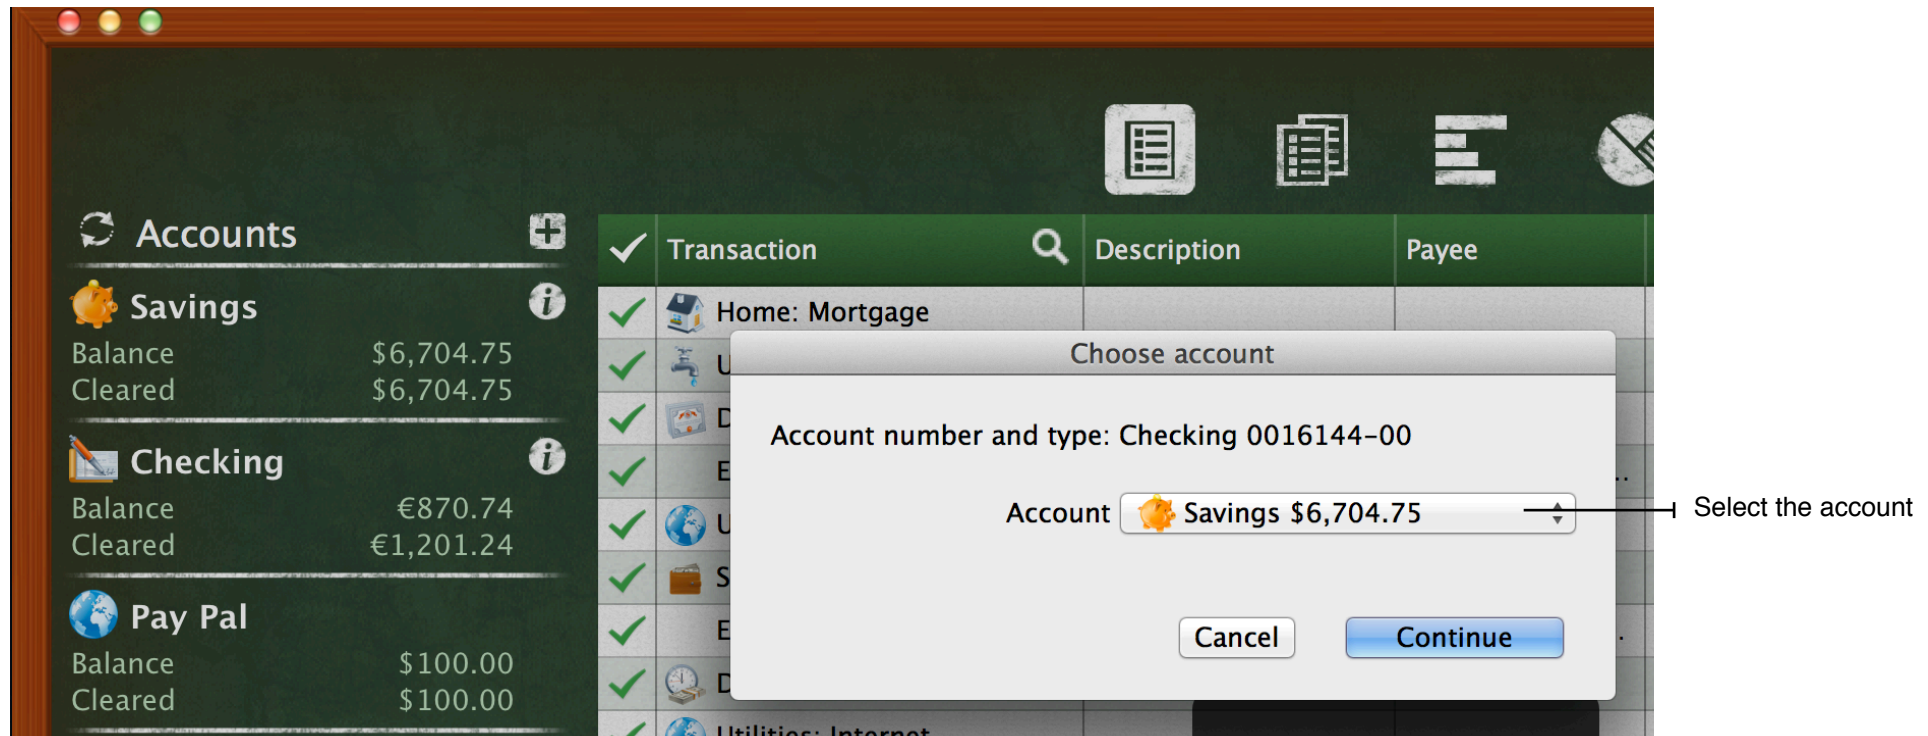 Accounts
Savings
Balance $6,704.75
Cleared $6,704.75
Checking
Balance €870.74
Cleared €1,201.24
Pay Pal
Balance $100.00
Cleared $100.00
Transaction Description Payee
Home: Mortgage
U
D
E
U
S
E
D
Utilities: Internet
Choose account
Account number and type: Checking 0016144-00
Account Savings $6,704.75
Cancel Continue
Select the account